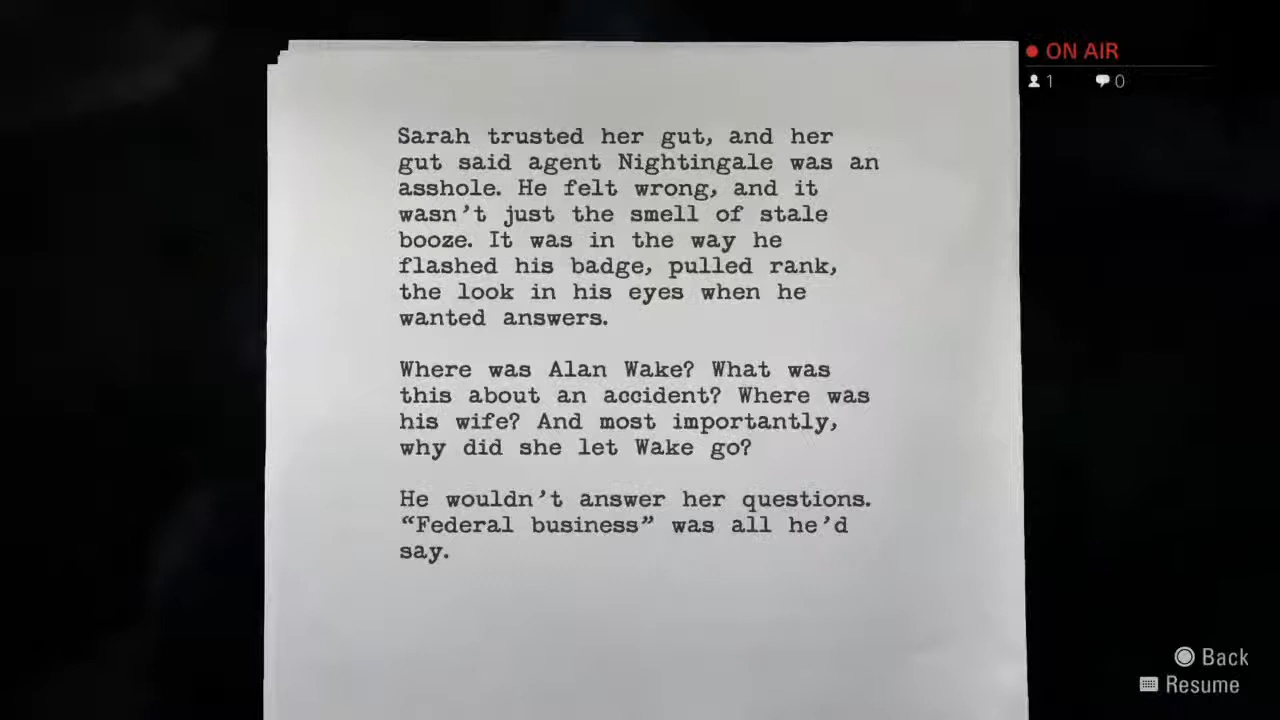 ON AIR
1 0
Sarah trusted her gut, and her
gut said agent Nightingale was an
asshole. He felt wrong, and it
wasn't just the smell of stale
booze. It was in the way he
flashed his badge, pulled rank,
the look in his eyes when he
wanted answers.
Where was Alan Wake? What was
this about an accident? Where was
his wife? And most importantly,
why did she let Wake go?
He wouldn't answer her questions.
“Federal business” was all he'd
say.
Back
Resume